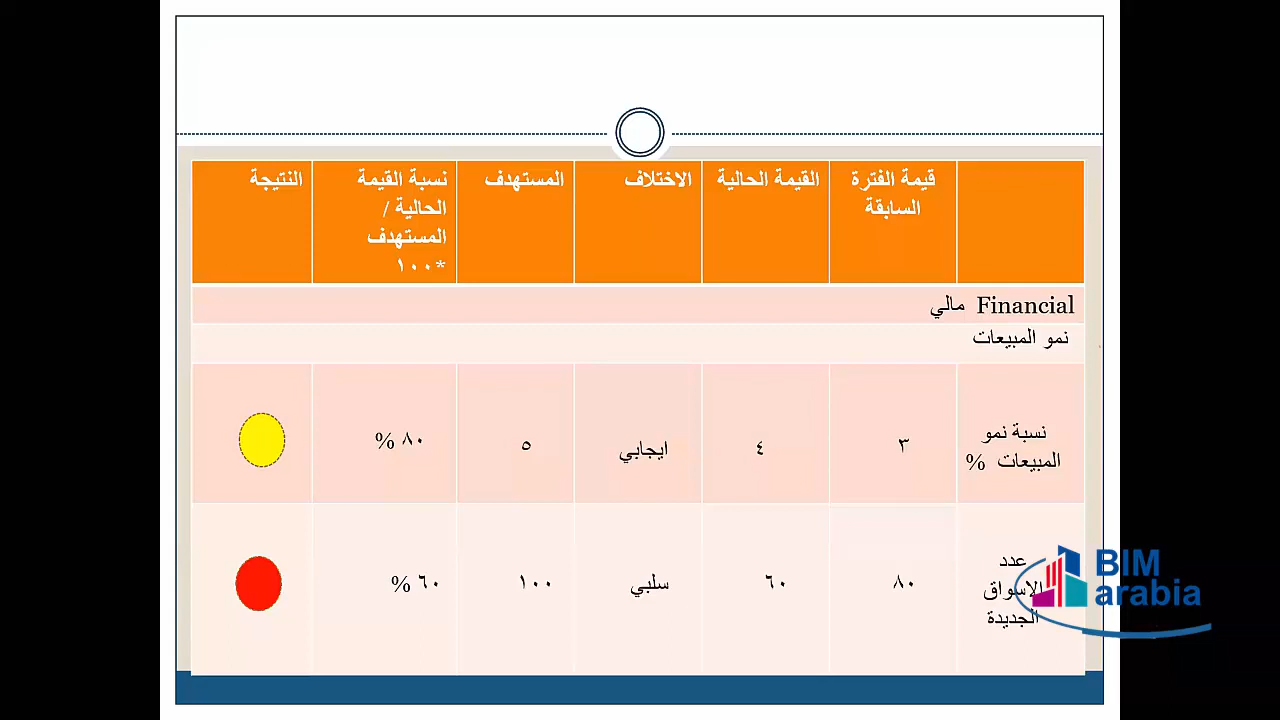 قيمة الفترة
السابقة
القيمة الحالية
الاختلاف
المستهدف
نسبة القيمة
الحالية /
المستهدف
*١٠٠
النتيجة
Financial مالي
نمو المبيعات
نسبة نمو
المبيعات %
٣
٤
ايجابي
٥
٨٠ %
عدد
الاسواق
الجديدة
٨٠
٦٠
سلبي
١٠٠
٦٠ %
BIM
arabia